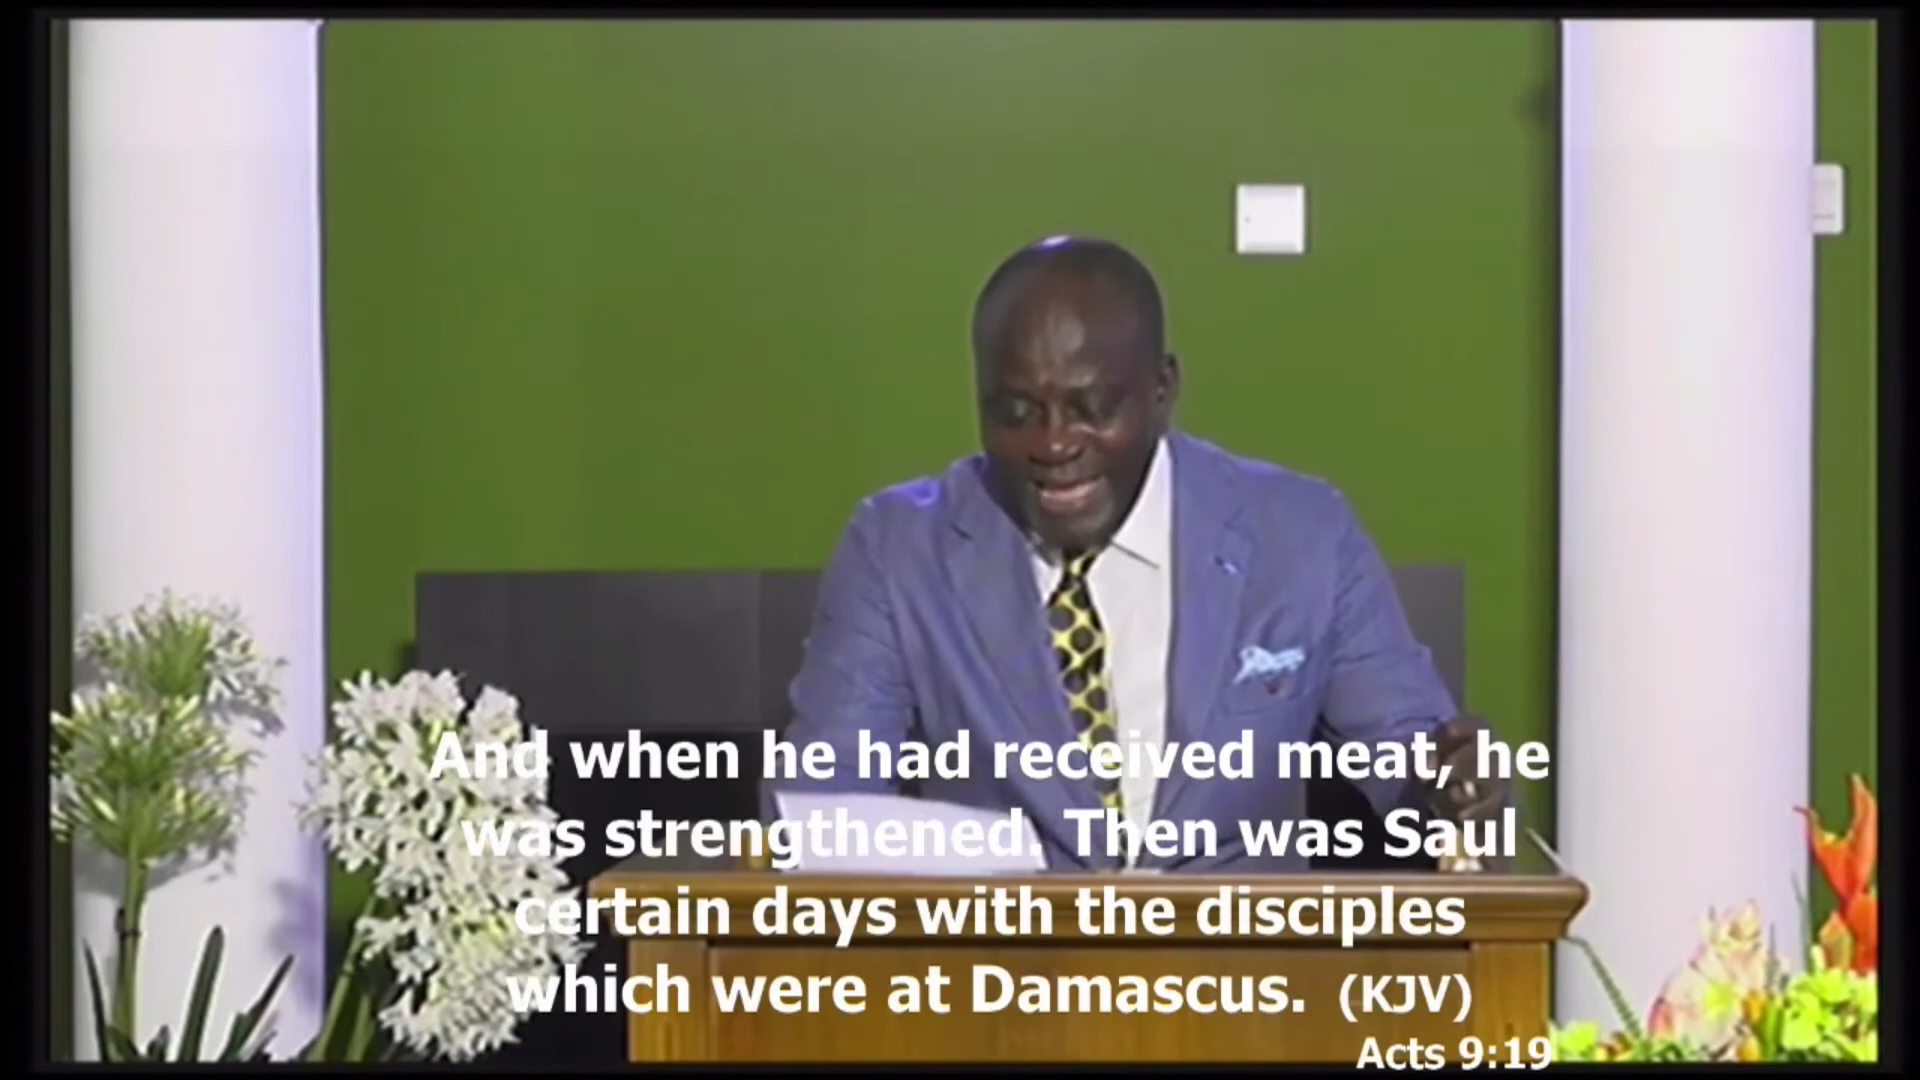 And when he had received meat, he
was strengthened. Then was Saul
certain days with the disciples
which were at Damascus. (KJV)
Acts 9:19